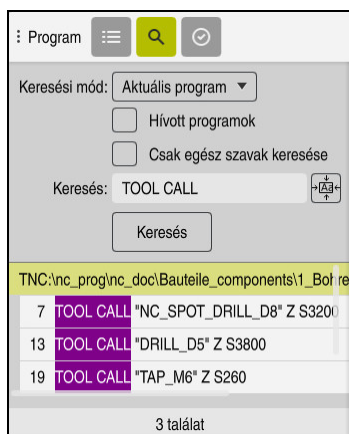 Program
Keresési mód: Aktuális program
Hívott programok
Csak egész szavak keresése
Keresés: TOOL CALL
Keresés
TNC:\nc_prog\nc_doc\Bauteile_components\1_Bohre
7 TOOL CALL "NC_SPOT_DRILL_D8" Z S3200
13 TOOL CALL "DRILL_D5" Z S3800
19 TOOL CALL "TAP_M6" Z S260
3 találat